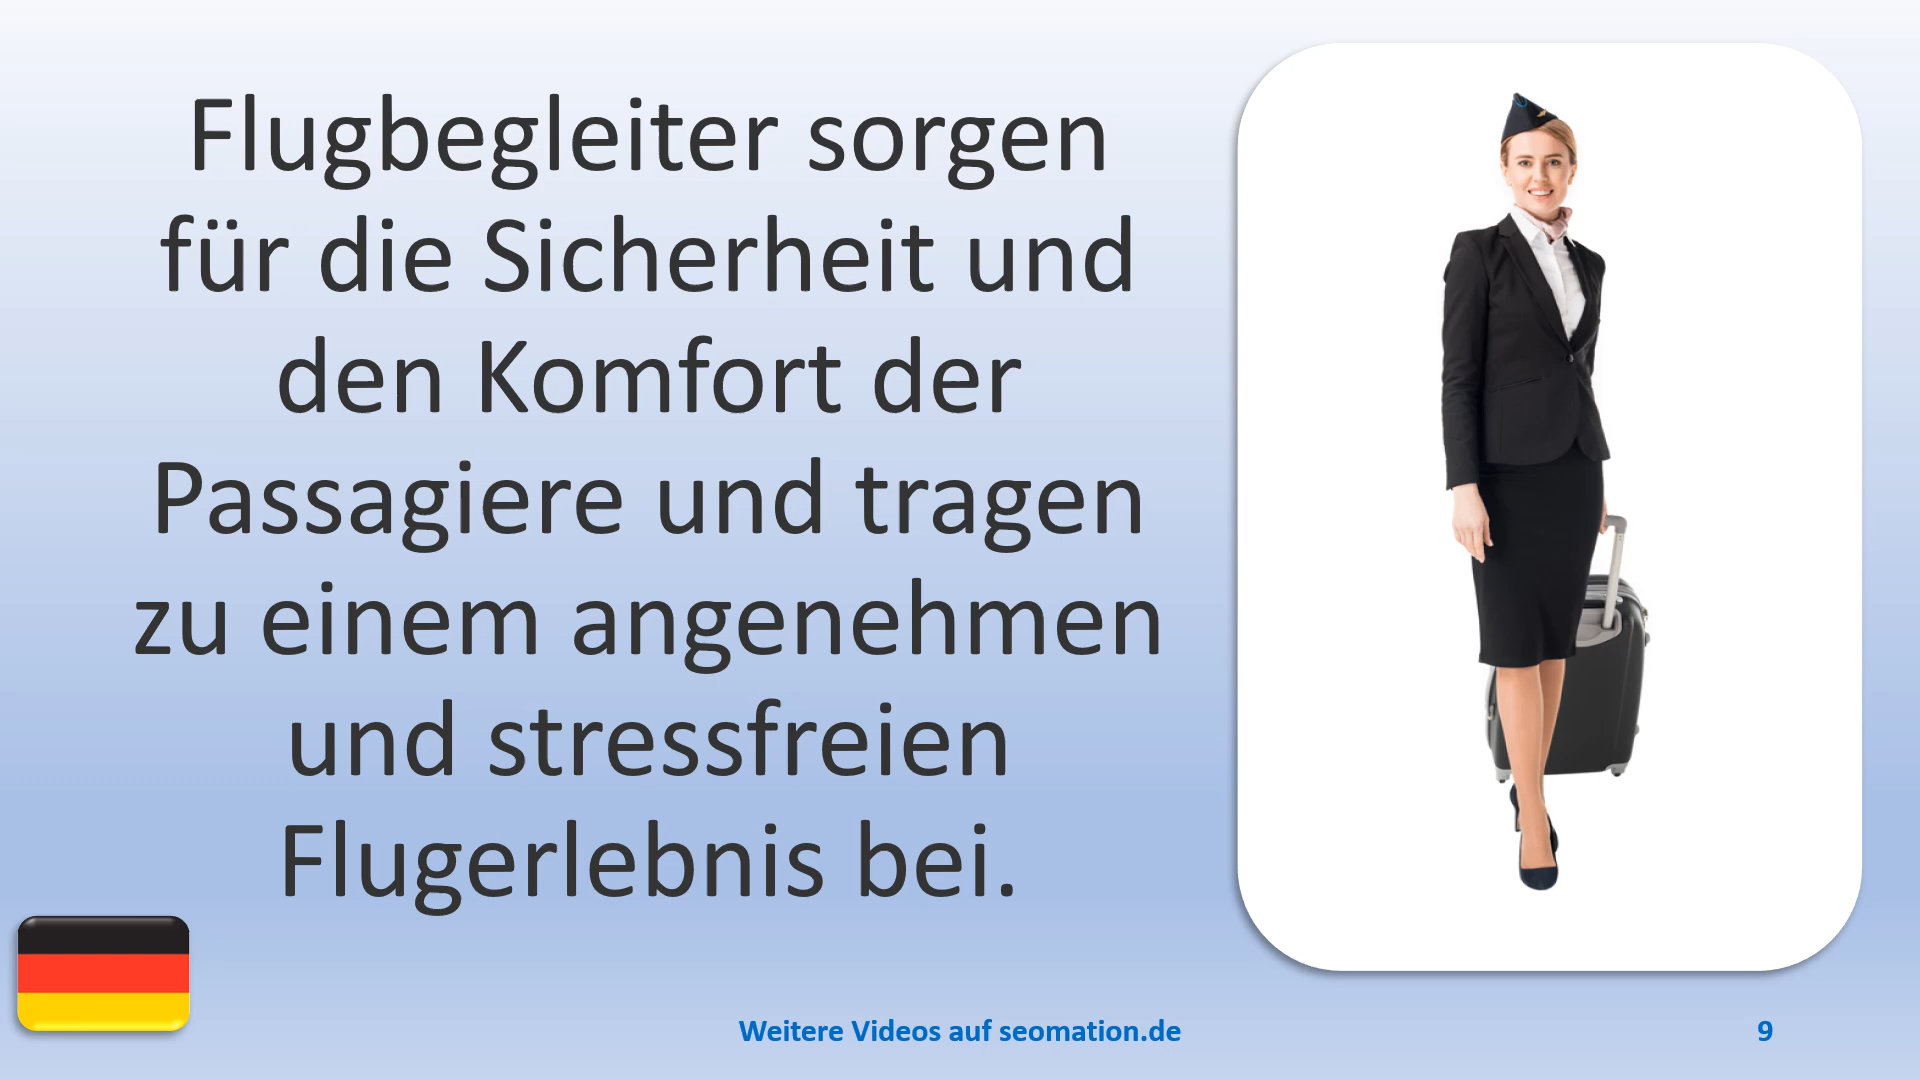 Flugbegleiter sorgen
für die Sicherheit und
den Komfort der
Passagiere und tragen
zu einem angenehmen
und stressfreien
Flugerlebnis bei.
Weitere Videos auf seomation.de
9